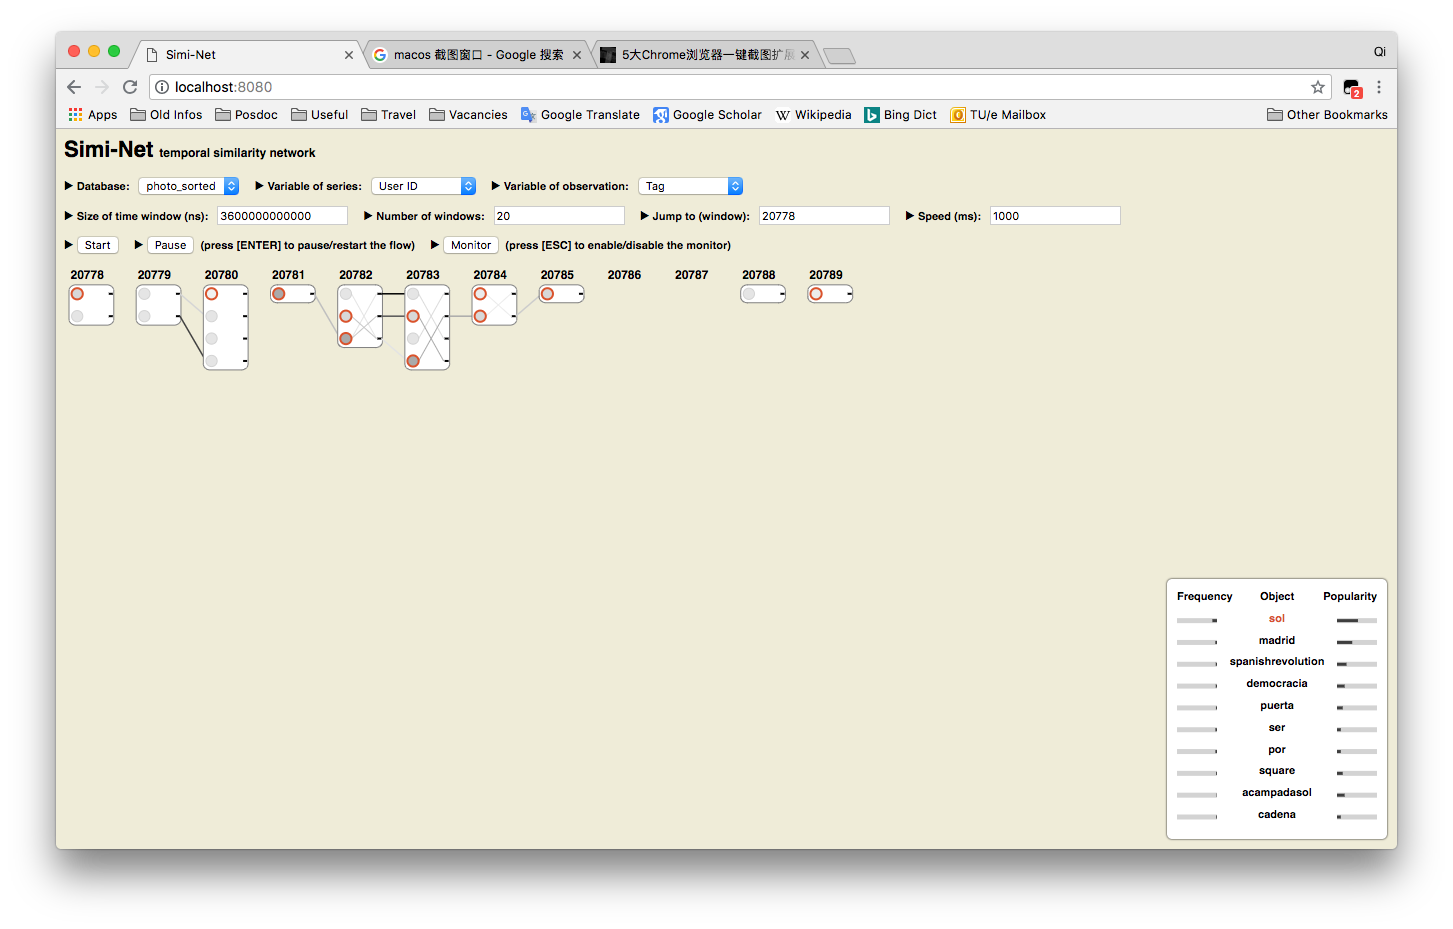 Simi-Net macos 截图窗口 - Google 搜索 5大Chrome浏览器一键截图扩展 Qi
localhost:8080 2
Apps Old Infos Posdoc Useful Travel Vacancies Google Translate Google Scholar W Wikipedia Bing Dict TU/e Mailbox Other Bookmarks
Simi-Net temporal similarity network
Database: photo_sorted Variable of series: User ID Variable of observation: Tag
Size of time window (ns): 3600000000000 Number of windows: 20 Jump to (window): 20778 Speed (ms): 1000
Start Pause (press [ENTER] to pause/restart the flow) Monitor (press [ESC] to enable/disable the monitor)
20778 20779 20780 20781 20782 20783 20784 20785 20786 20787 20788 20789
Frequency Object Popularity
sol
madrid
spanishrevolution
democracia
puerta
ser
por
square
acampadasol
cadena